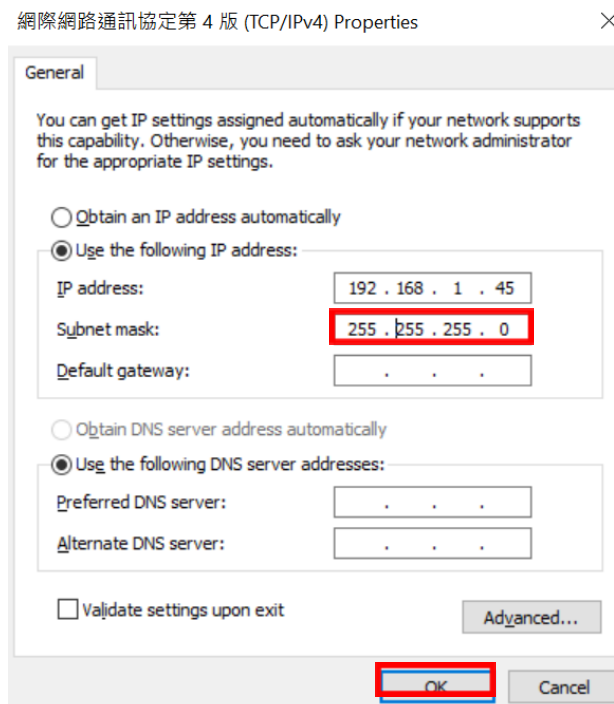 網際網路通訊協定第 4 版 (TCP/IPv4) Properties
General
You can get IP settings assigned automatically if your network supports
this capability. Otherwise, you need to ask your network administrator
for the appropriate IP settings.
Obtain an IP address automatically
Use the following IP address:
IP address: 192 . 168 . 1 . 45
Subnet mask: 255 . 255 . 255 . 0
Default gateway: . . .
Obtain DNS server address automatically
Use the following DNS server addresses:
Preferred DNS server: . . .
Alternate DNS server: . . .
Validate settings upon exit
Advanced...
OK Cancel